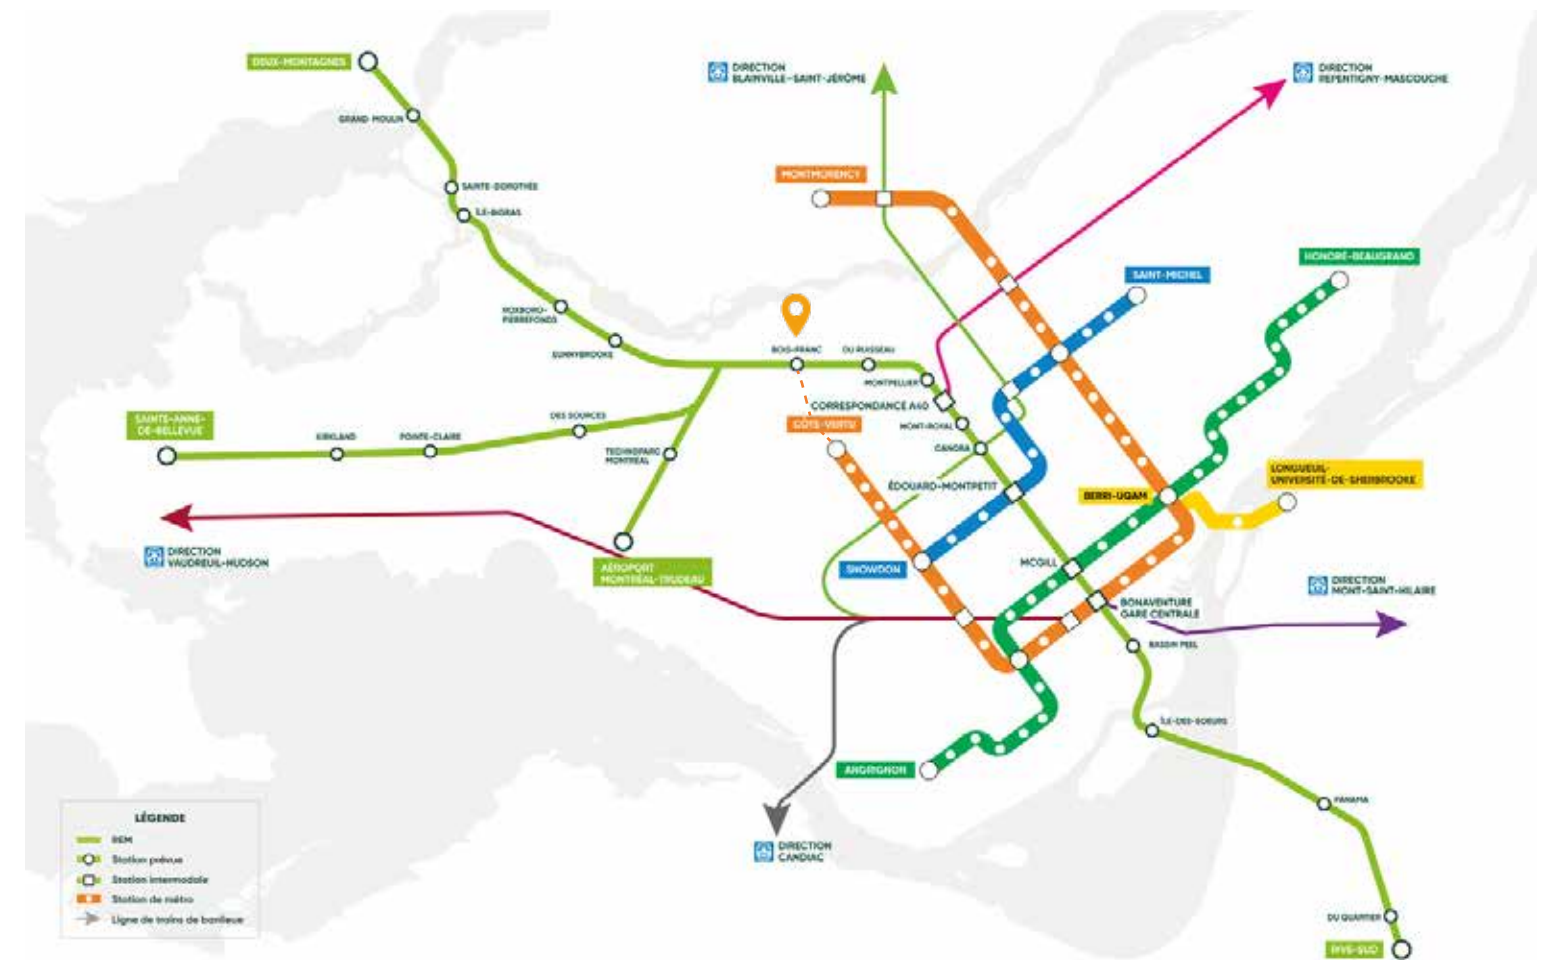 DEUX-MONTAGNES
GRAND-MOULIN
SAINTE-DOROTHÉE
ÎLE-BIGRAS
ROXBORO-
PIERREFONDS
SUNNYBROOKE
DIRECTION
BLAINVILLE-SAINT-JÉRÔME
DIRECTION
REPENTIGNY-MASCOUCHE
MONTMORENCY
HONORÉ-BEAUGRAND
SAINT-MICHEL
BOIS-FRANC
DU RUISSEAU
MONTPELLIER
CORRESPONDANCE A40
CÔTE-VERTU
MONT-ROYAL
CANORA
SAINTE-ANNE-
DE-BELLEVUE
KIRKLAND
POINTE-CLAIRE
DES SOURCES
TECHNOPARC
MONTRÉAL
ÉDOUARD-MONTPETIT
BERRI-UQAM
LONGUEUIL-
UNIVERSITÉ-DE-SHERBROOKE
DIRECTION
VAUDREUIL-HUDSON
AÉROPORT
MONTRÉAL-TRUDEAU
SNOWDON
MCGILL
BONAVENTURE
GARE CENTRALE
DIRECTION
MONT-SAINT-HILAIRE
BASSIN PEEL
ÎLE-DES-SOEURS
ANGRIGNON
PANAMA
DIRECTION
CANDIAC
DU QUARTIER
RIVE-SUD
LÉGENDE
REM
Station prévue
Station intermodale
Station de métro
Ligne de trains de banlieue